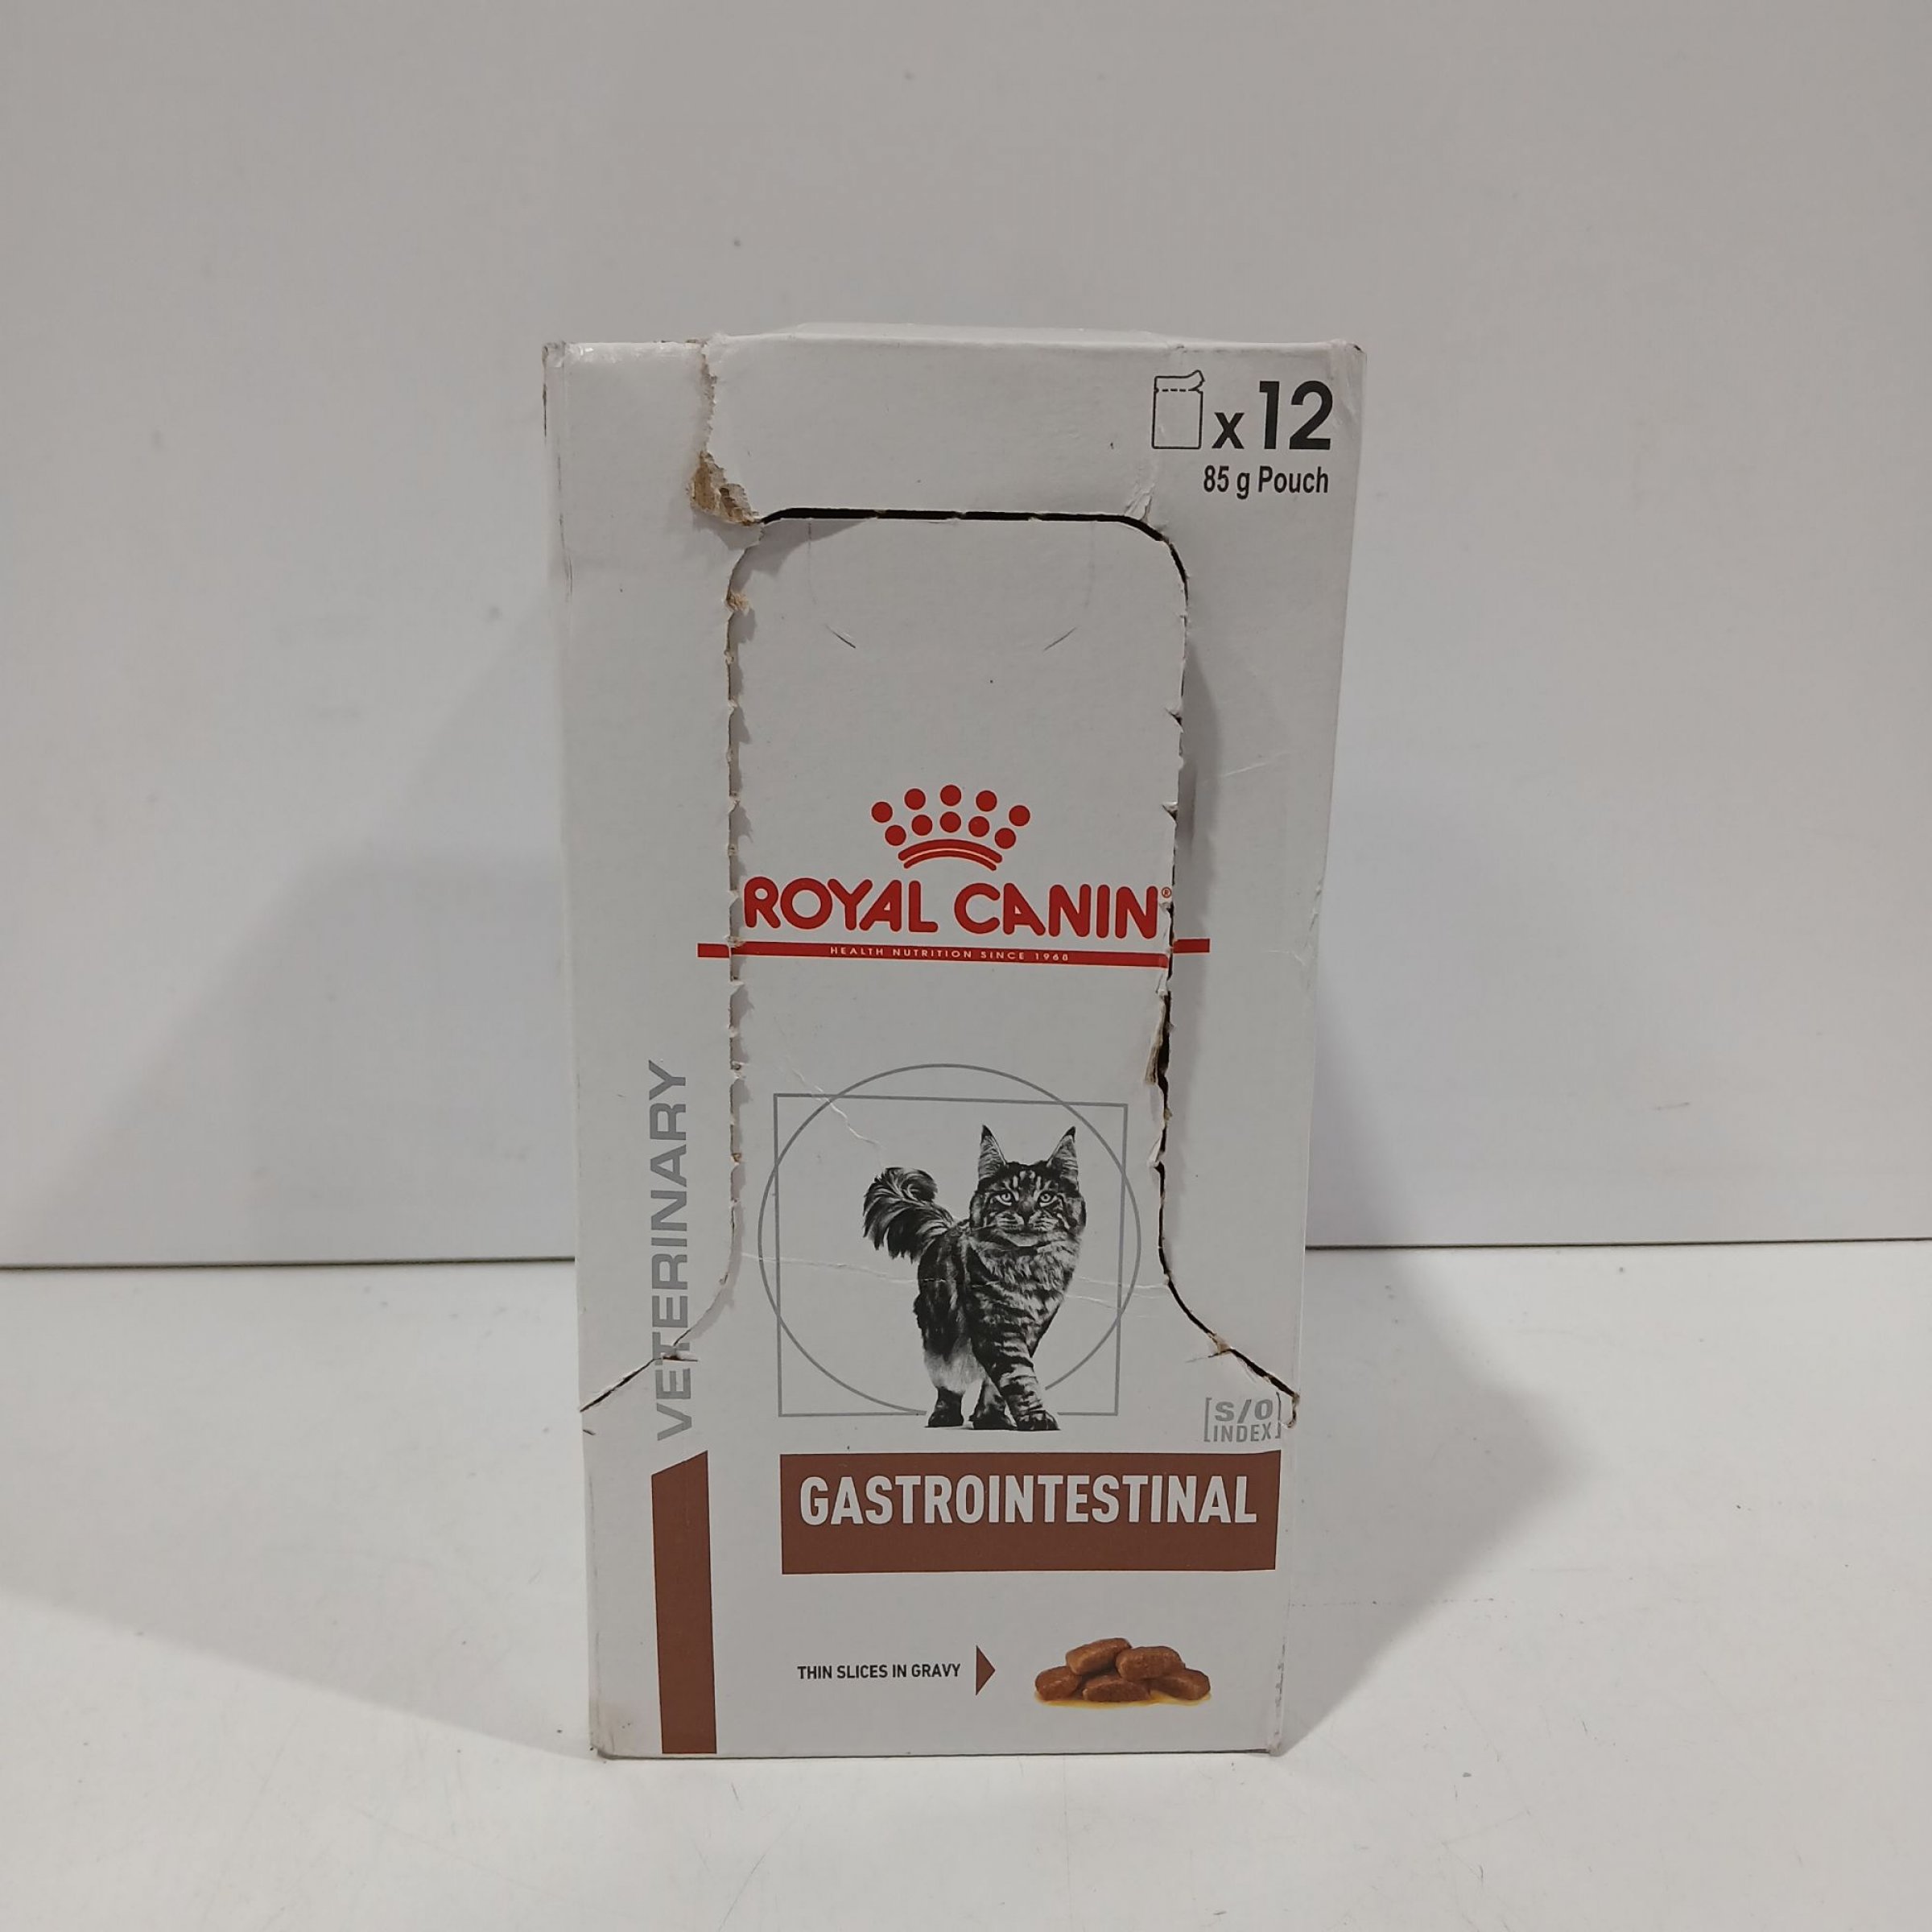 x 12
85 g Pouch
ROYAL CANIN®
HEALTH NUTRITION SINCE 1968
VETERINARY
S/O
INDEX
GASTROINTESTINAL
THIN SLICES IN GRAVY